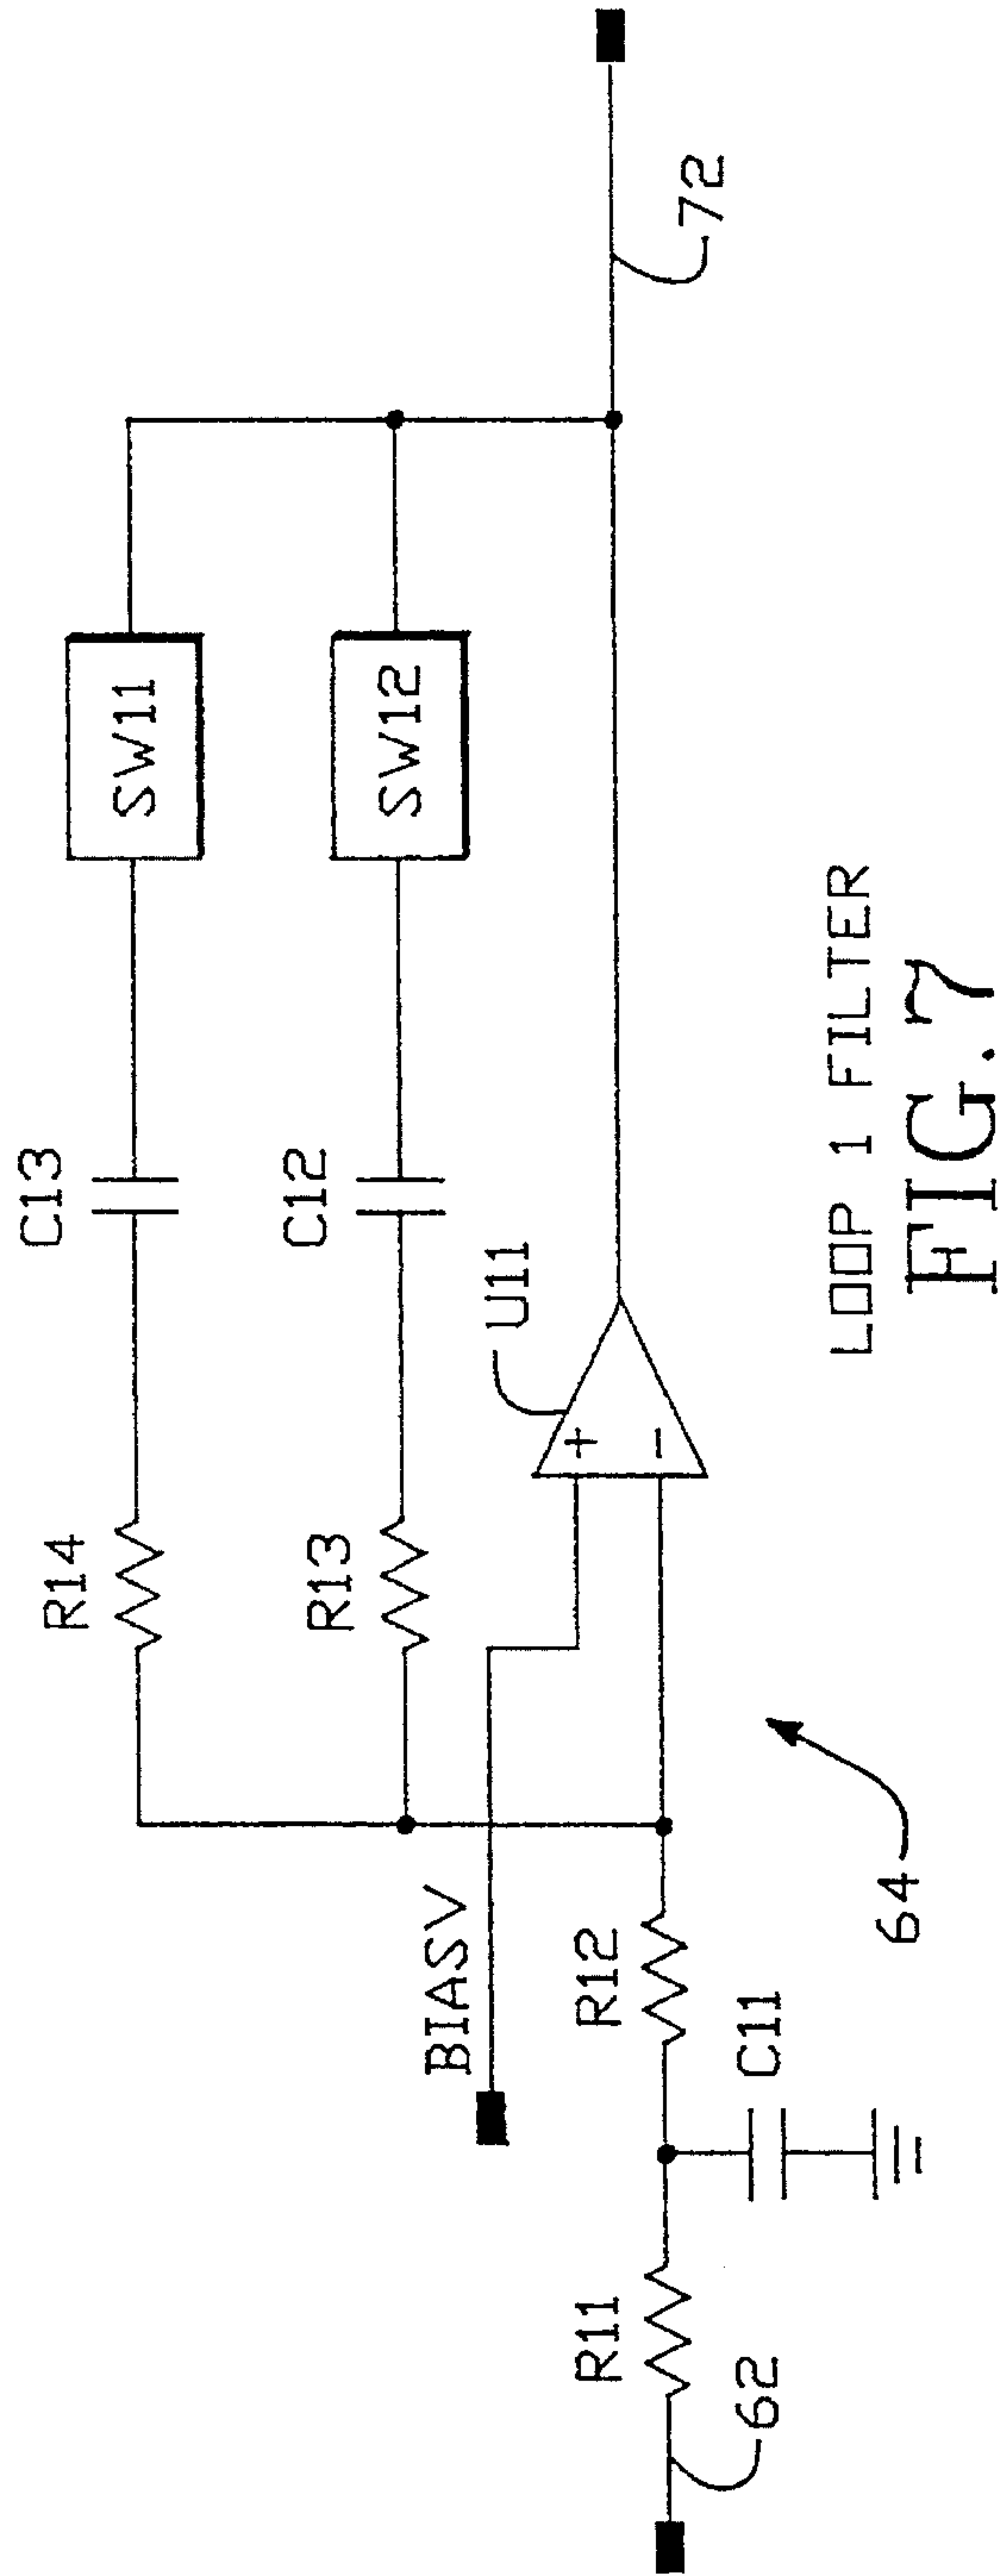 C13
R14
SW11
C12
R13
SW12
U11
+
−
BIASV
R12
R11
C11
62
72
64
LOOP 1 FILTER
FIG.7